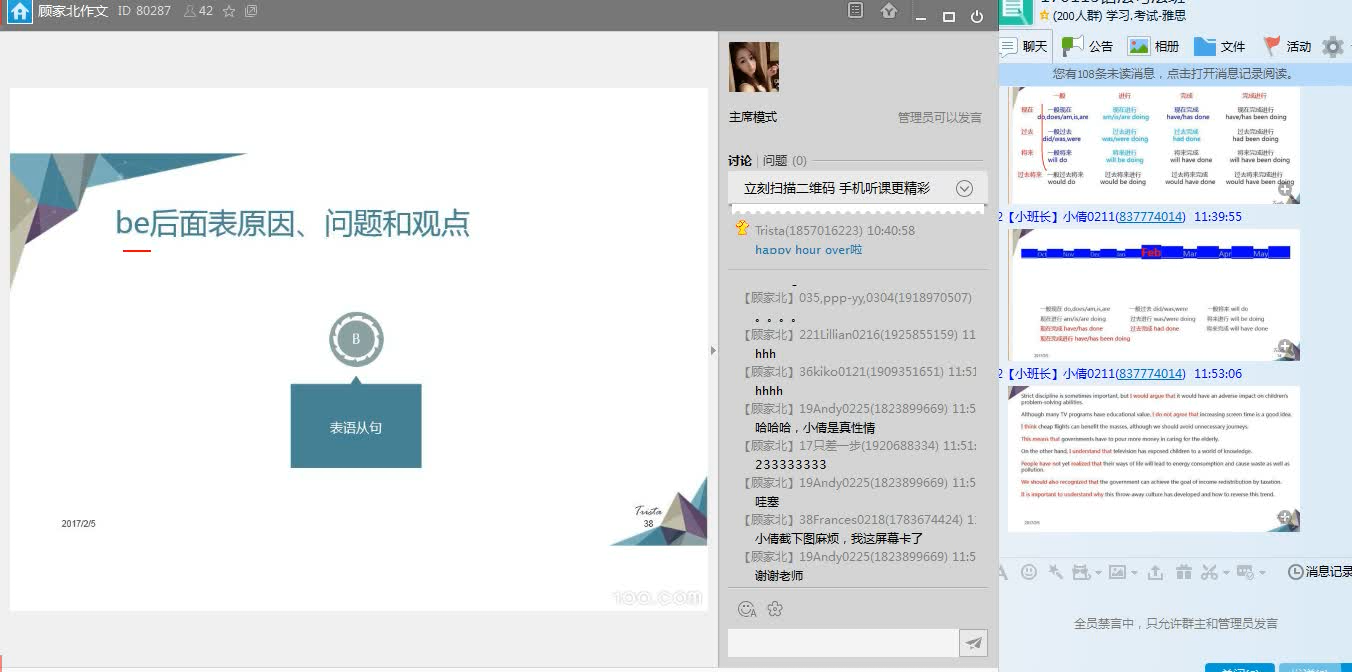 顾家北作文 ID 80287 42
be后面表原因、问题和观点
B
表语从句
2017/2/5
Trista
38
100.com
主席模式 管理员可以发言
讨论 问题 (0)
立刻扫描二维码 手机听课更精彩
Trista(1857016223) 10:40:58
happy hour over啦
【顾家北】035,ppp-yy,0304(1918970507)
。。。。
【顾家北】221Lillian0216(1925855159) 11
hhh
【顾家北】36kiko0121(1909351651) 11:51
hhhh
【顾家北】19Andy0225(1823899669) 11:5
哈哈哈，小倩是真性情
【顾家北】17只差一步(1920688334) 11:51:
233333333
【顾家北】19Andy0225(1823899669) 11:5
哇塞
【顾家北】38Frances0218(1783674424) 1
小倩截下图麻烦，我这屏幕卡了
【顾家北】19Andy0225(1823899669) 11:5
谢谢老师
(200人群) 学习.考试-雅思
聊天 公告 相册 文件 活动
您有108条未读消息，点击打开消息记录阅读。
一般 进行 完成 完成进行
现在 一般现在 现在进行 现在完成 现在完成进行
do,does/am,is,are am/is/are doing have/has done have/has been doing
过去 一般过去 过去进行 过去完成 过去完成进行
did/was,were was/were doing had done had been doing
将来 一般将来 将来进行 将来完成 将来完成进行
will do will be doing will have done will have been doing
过去将来 一般过去将来 过去将来进行 过去将来完成 过去将来完成进行
would do would be doing would have done would have been doing
2【小班长】小倩0211(837774014) 11:39:55
Oct Nov Dec Jan Feb Mar Apr May
一般现在 do,does/am,is,are 一般过去 did/was,were 一般将来 will do
现在进行 am/is/are doing 过去进行 was/were doing 将来进行 will be doing
现在完成 have/has done 过去完成 had done 将来完成 will have done
现在完成进行 have/has been doing
2017/2/5
2【小班长】小倩0211(837774014) 11:53:06
Strict discipline is sometimes important, but I would argue that it would have an adverse impact on children's
problem-solving abilities.
Although many TV programs have educational value, I do not agree that increasing screen time is a good idea.
I think cheap flights can benefit the masses, although we should avoid unnecessary journeys.
This means that governments have to pour more money in caring for the elderly.
On the other hand, I understand that television has exposed children to a world of knowledge.
People have not yet realized that their ways of life will lead to energy consumption and cause waste as well as
pollution.
We should also recognized that the government can achieve the goal of income redistribution by taxation.
It is important to understand why this throw-away culture has developed and how to reverse this trend.
2017/2/5
消息记录
全员禁言中，只允许群主和管理员发言